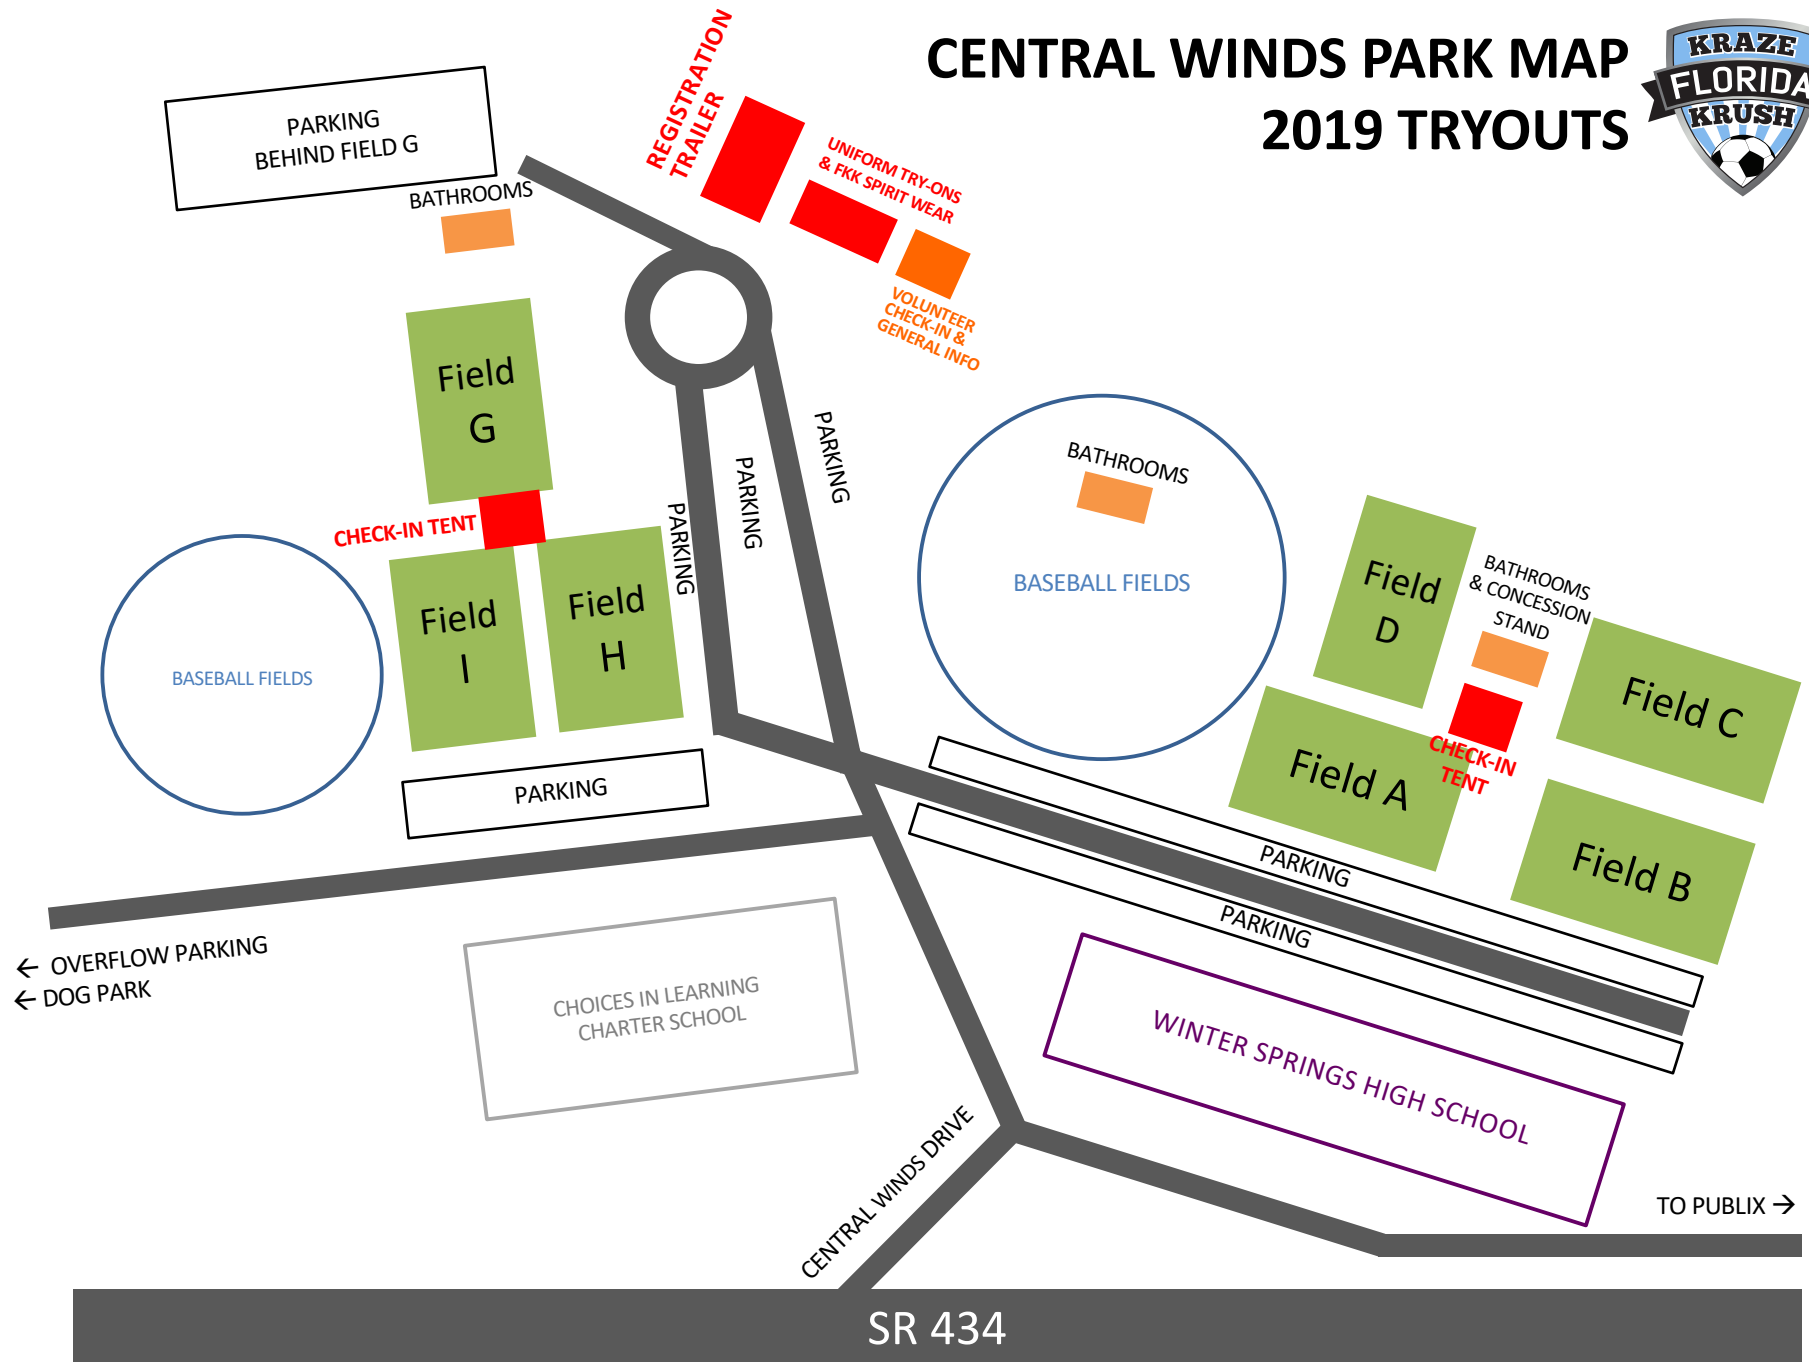 CENTRAL WINDS PARK MAP
2019 TRYOUTS
KRAZE
FLORIDA
KRUSH
REGISTRATION
TRAILER
UNIFORM TRY-ONS
& FKK SPIRIT WEAR
VOLUNTEER
CHECK-IN &
GENERAL INFO
PARKING
BEHIND FIELD G
BATHROOMS
Field
G
CHECK-IN TENT
Field
I
Field
H
BASEBALL FIELDS
PARKING
PARKING
PARKING
PARKING
BATHROOMS
BASEBALL FIELDS
Field
D
BATHROOMS
& CONCESSION
STAND
Field C
CHECK-IN
TENT
Field A
Field B
PARKING
PARKING
← OVERFLOW PARKING
← DOG PARK
CHOICES IN LEARNING
CHARTER SCHOOL
WINTER SPRINGS HIGH SCHOOL
CENTRAL WINDS DRIVE
TO PUBLIX →
SR 434